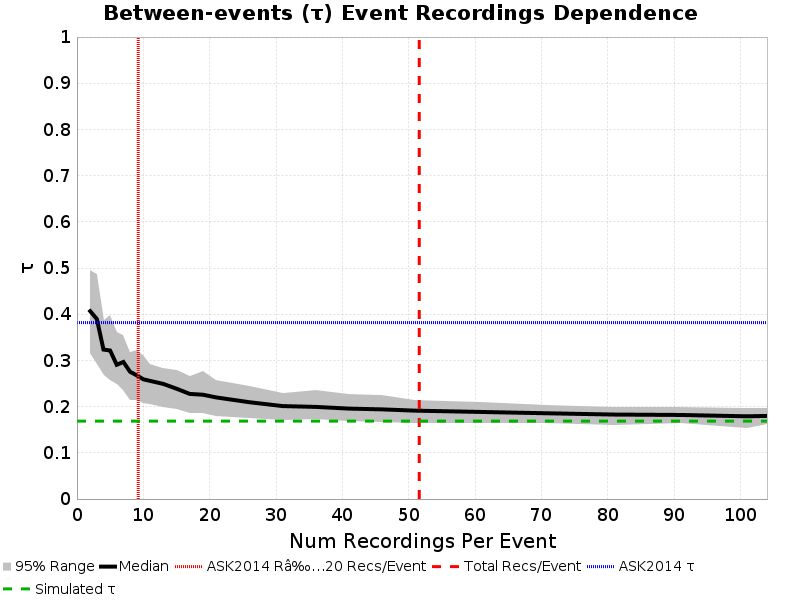 Between-events (τ) Event Recordings Dependence
1
0.9
0.8
0.7
0.6
0.5
0.4
0.3
0.2
0.1
0
τ
0 10 20 30 40 50 60 70 80 90 100
Num Recordings Per Event
95% Range Median ASK2014 Râ‰…20 Recs/Event Total Recs/Event ASK2014 τ
Simulated τ